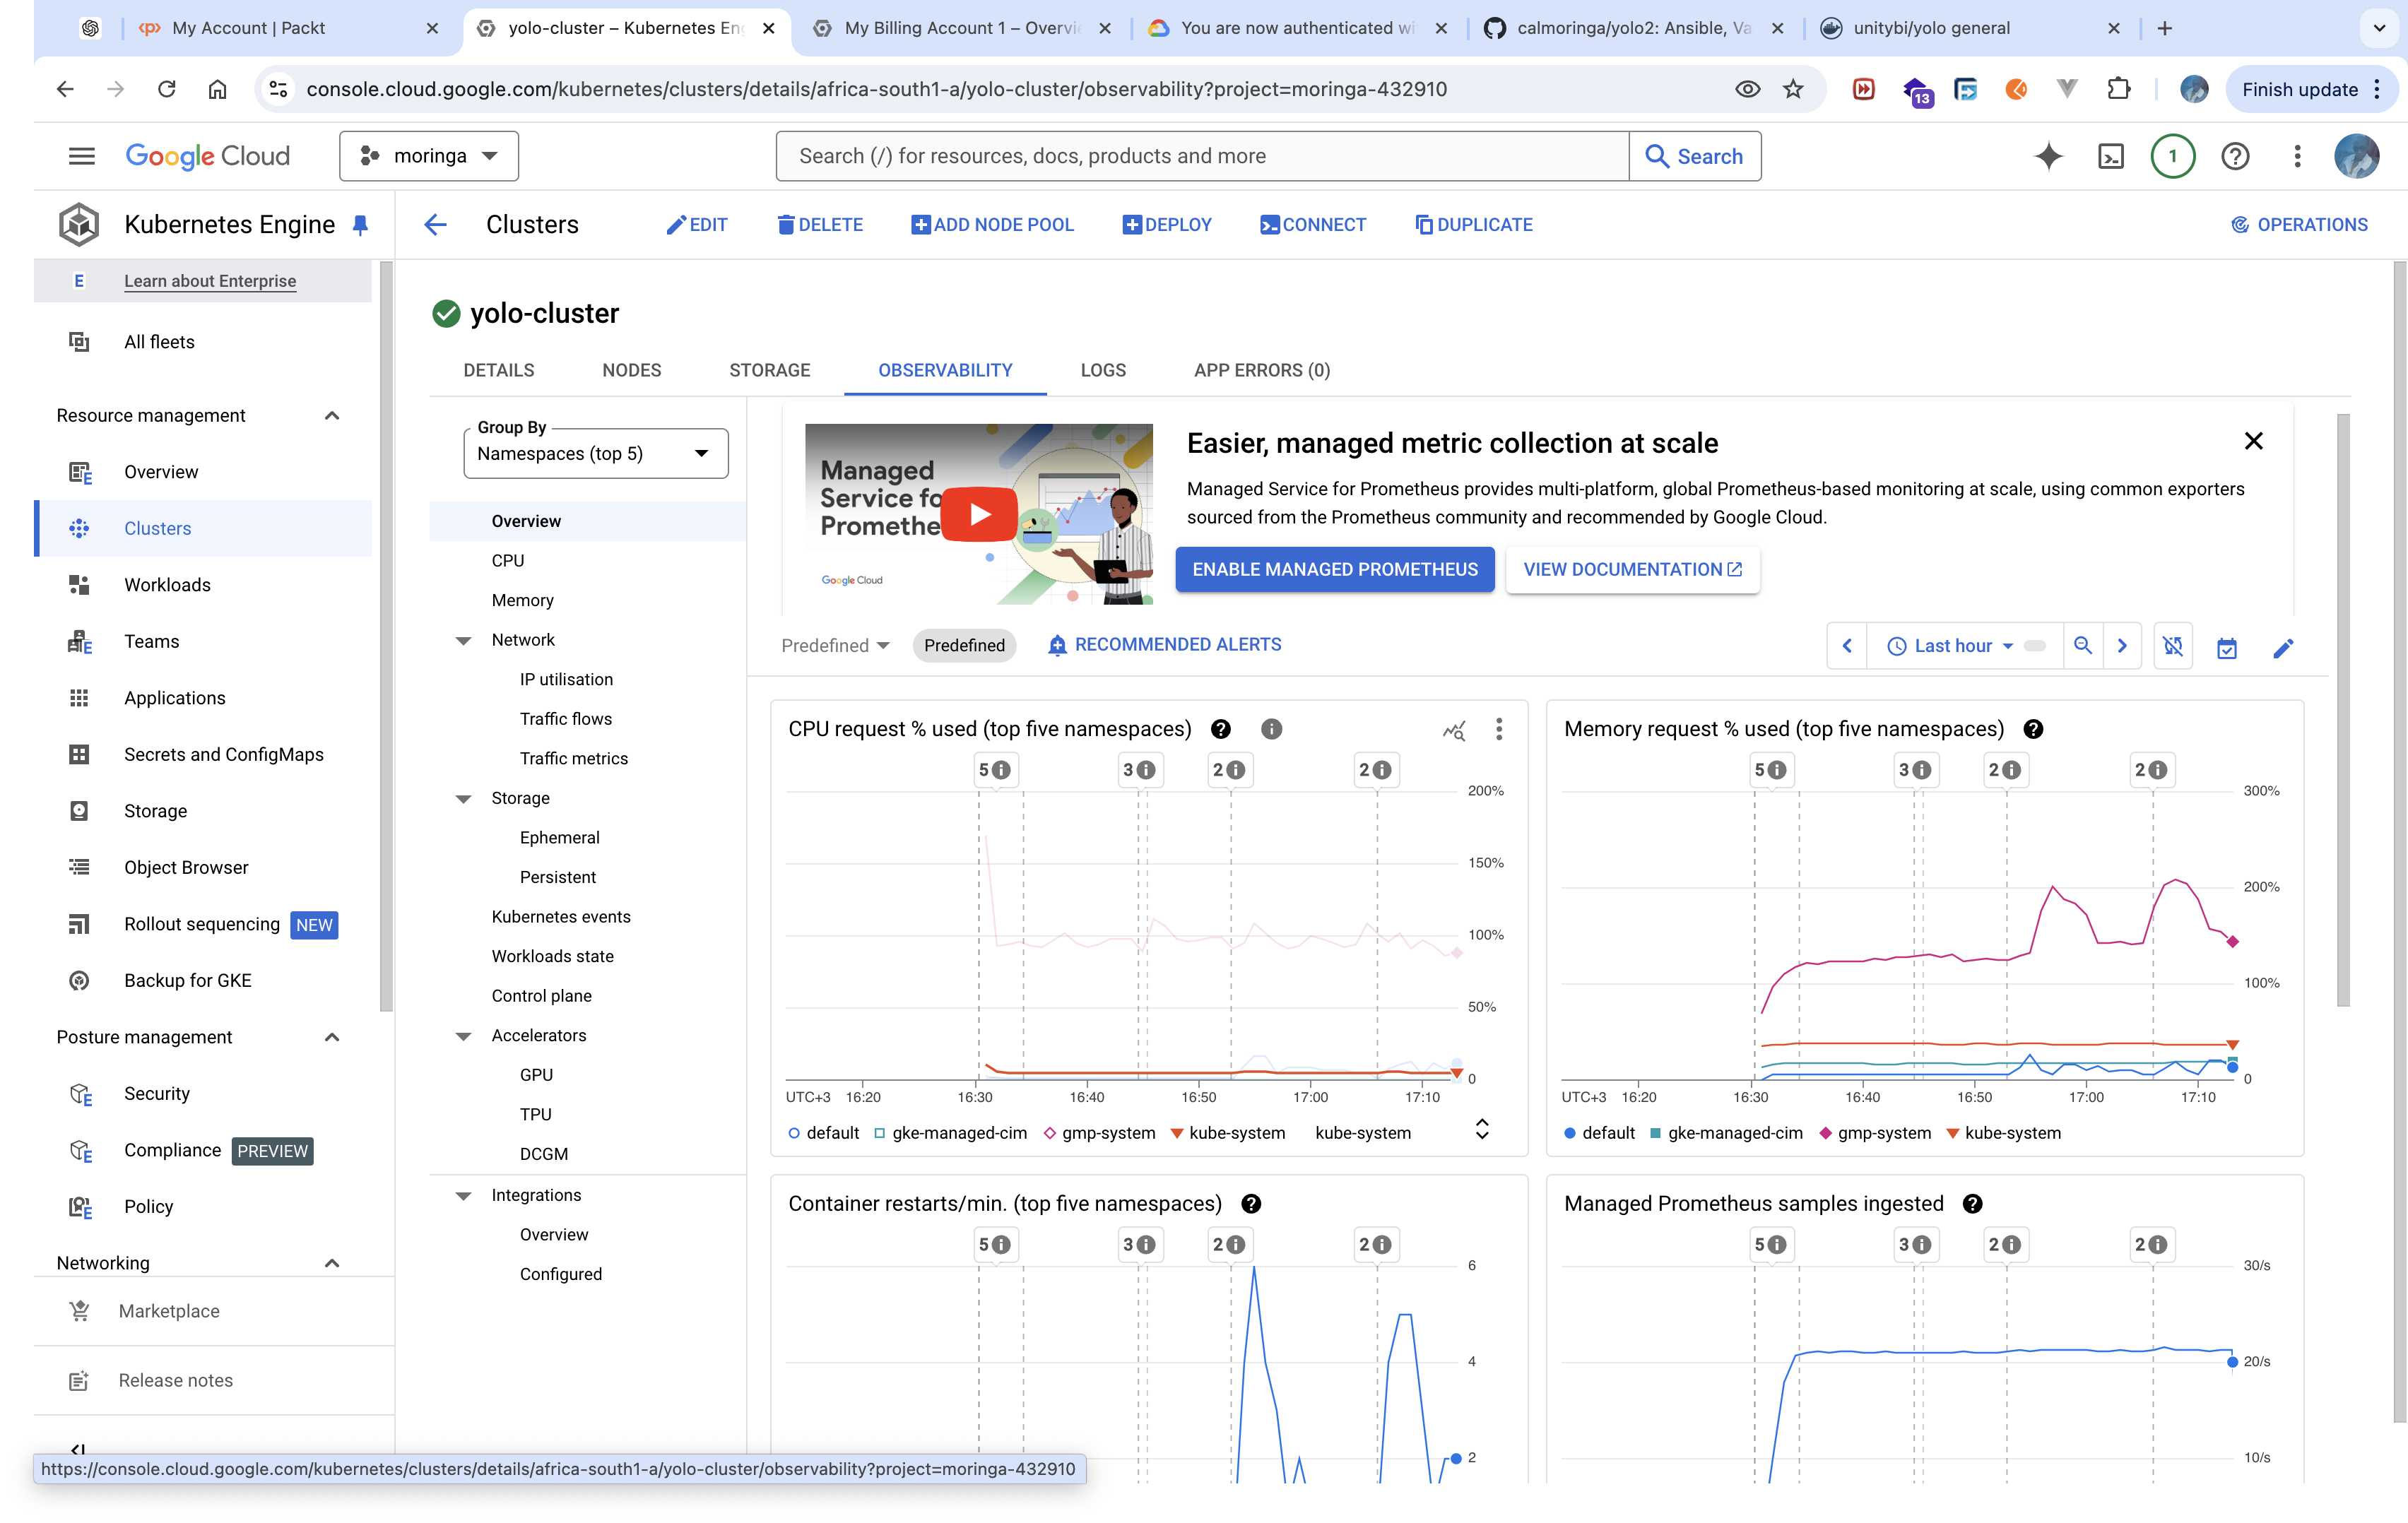 My Account | Packt
yolo-cluster – Kubernetes En
My Billing Account 1 – Overvi
You are now authenticated wi
calmoringa/yolo2: Ansible, Va
unitybi/yolo general
console.cloud.google.com/kubernetes/clusters/details/africa-south1-a/yolo-cluster/observability?project=moringa-432910
13
Finish update
Google Cloud
moringa
Search (/) for resources, docs, products and more
Search
1
Kubernetes Engine
Clusters
EDIT
DELETE
ADD NODE POOL
DEPLOY
CONNECT
DUPLICATE
OPERATIONS
E
Learn about Enterprise
All fleets
Resource management
Overview
Clusters
Workloads
Teams
Applications
Secrets and ConfigMaps
Storage
Object Browser
Rollout sequencing NEW
Backup for GKE
Posture management
Security
Compliance PREVIEW
Policy
Networking
Marketplace
Release notes
https://console.cloud.google.com/kubernetes/clusters/details/africa-south1-a/yolo-cluster/observability?project=moringa-432910
yolo-cluster
DETAILS
NODES
STORAGE
OBSERVABILITY
LOGS
APP ERRORS (0)
Group By
Namespaces (top 5)
Overview
CPU
Memory
Network
IP utilisation
Traffic flows
Traffic metrics
Storage
Ephemeral
Persistent
Kubernetes events
Workloads state
Control plane
Accelerators
GPU
TPU
DCGM
Integrations
Overview
Configured
Managed
Service fo
Promethe
Google Cloud
Easier, managed metric collection at scale
Managed Service for Prometheus provides multi-platform, global Prometheus-based monitoring at scale, using common exporters
sourced from the Prometheus community and recommended by Google Cloud.
ENABLE MANAGED PROMETHEUS
VIEW DOCUMENTATION
Predefined
Predefined
RECOMMENDED ALERTS
Last hour
CPU request % used (top five namespaces)
5 3 2 2
200%
150%
100%
50%
0
UTC+3 16:20 16:30 16:40 16:50 17:00 17:10
default gke-managed-cim gmp-system kube-system kube-system
Memory request % used (top five namespaces)
5 3 2 2
300%
200%
100%
0
UTC+3 16:20 16:30 16:40 16:50 17:00 17:10
default gke-managed-cim gmp-system kube-system
Container restarts/min. (top five namespaces)
5 3 2 2
6
4
2
Managed Prometheus samples ingested
5 3 2 2
30/s
20/s
10/s